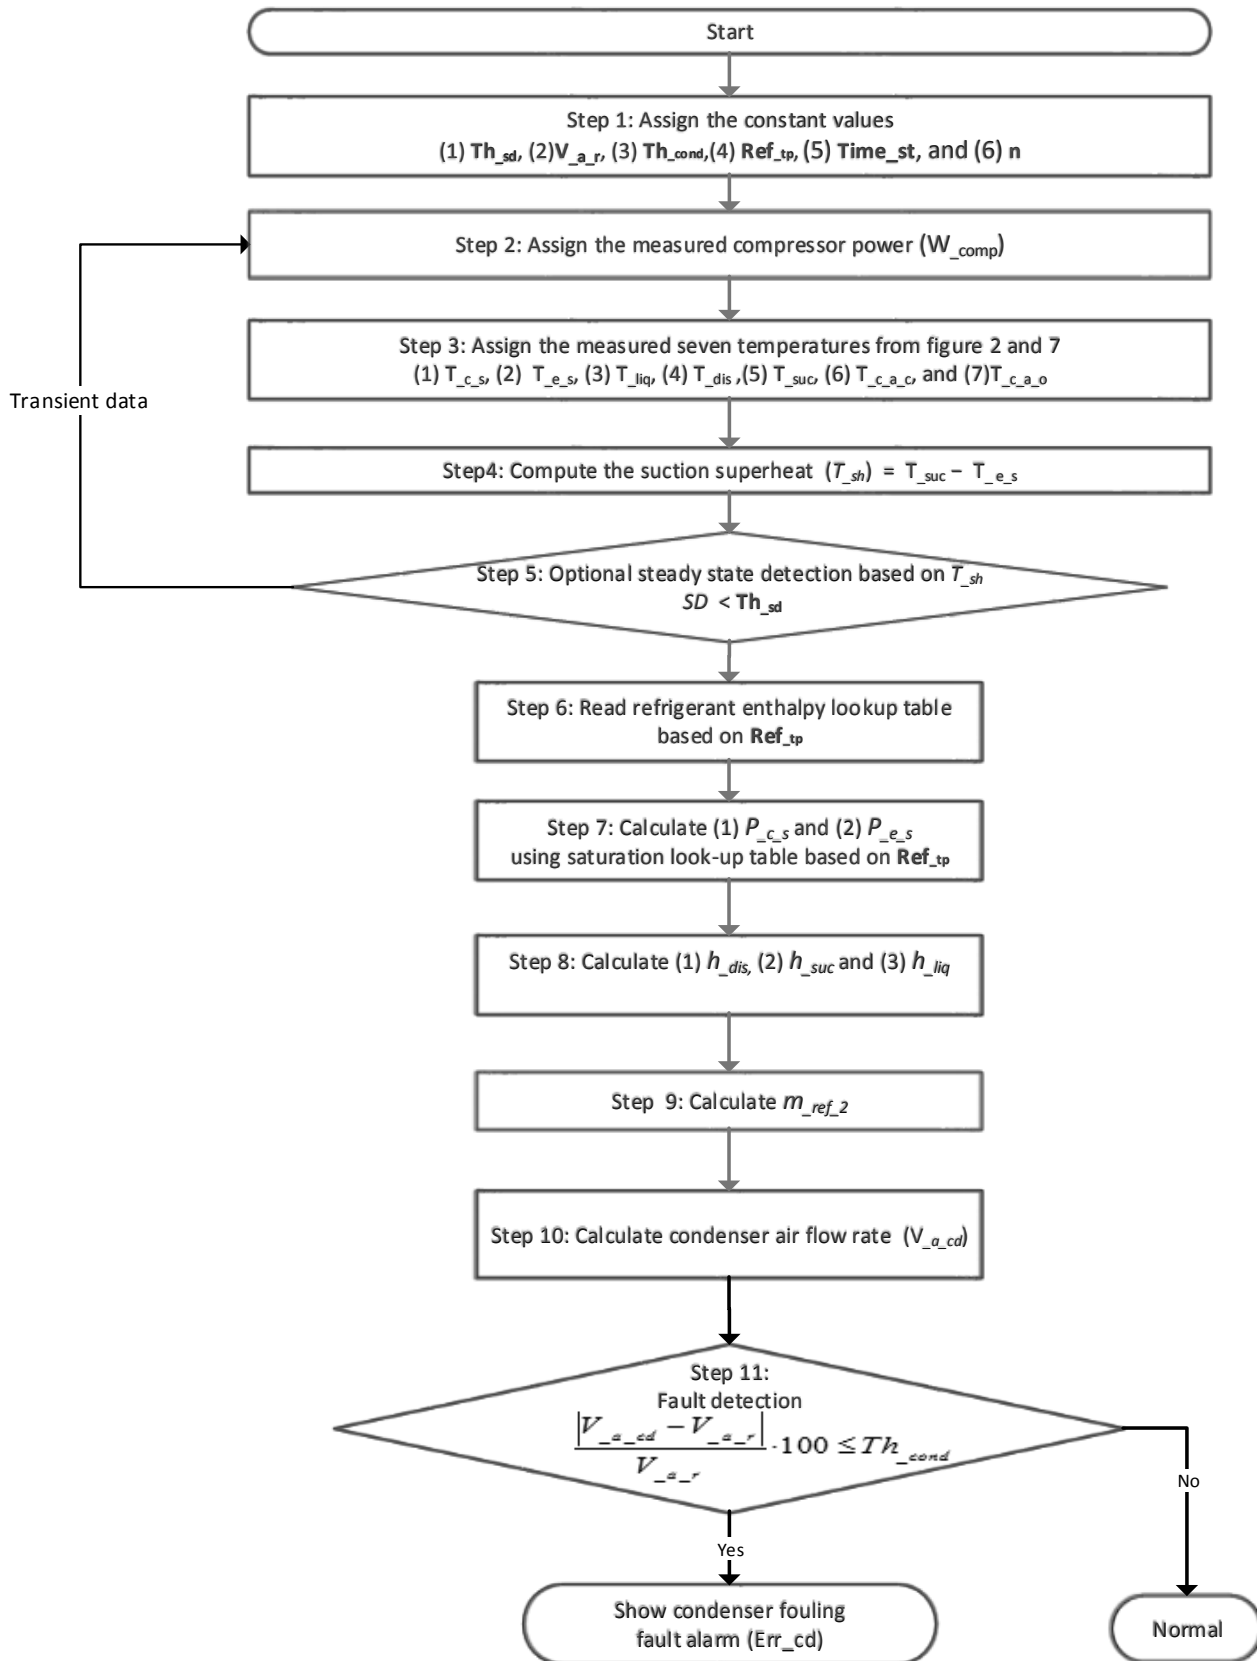 Start
Step 1: Assign the constant values
(1) Th_sd, (2)V_a_r, (3) Th_cond,(4) Ref_tp, (5) Time_st, and (6) n
Step 2: Assign the measured compressor power (W_comp)
Step 3: Assign the measured seven temperatures from figure 2 and 7
(1) T_c_s, (2) T_e_s, (3) T_liq, (4) T_dis ,(5) T_suc, (6) T_c_a_c, and (7)T_c_a_o
Transient data
Step4: Compute the suction superheat (T_sh) = T_suc − T_e_s
Step 5: Optional steady state detection based on T_sh
SD < Th_sd
Step 6: Read refrigerant enthalpy lookup table
based on Ref_tp
Step 7: Calculate (1) P_c_s and (2) P_e_s
using saturation look-up table based on Ref_tp
Step 8: Calculate (1) h_dis, (2) h_suc and (3) h_liq
Step 9: Calculate m_ref_2
Step 10: Calculate condenser air flow rate (V_a_cd)
Step 11:
Fault detection
|V_a_cd − V_a_r|
V_a_r
·100 ≤ Th_cond
No
Yes
Show condenser fouling
fault alarm (Err_cd)
Normal